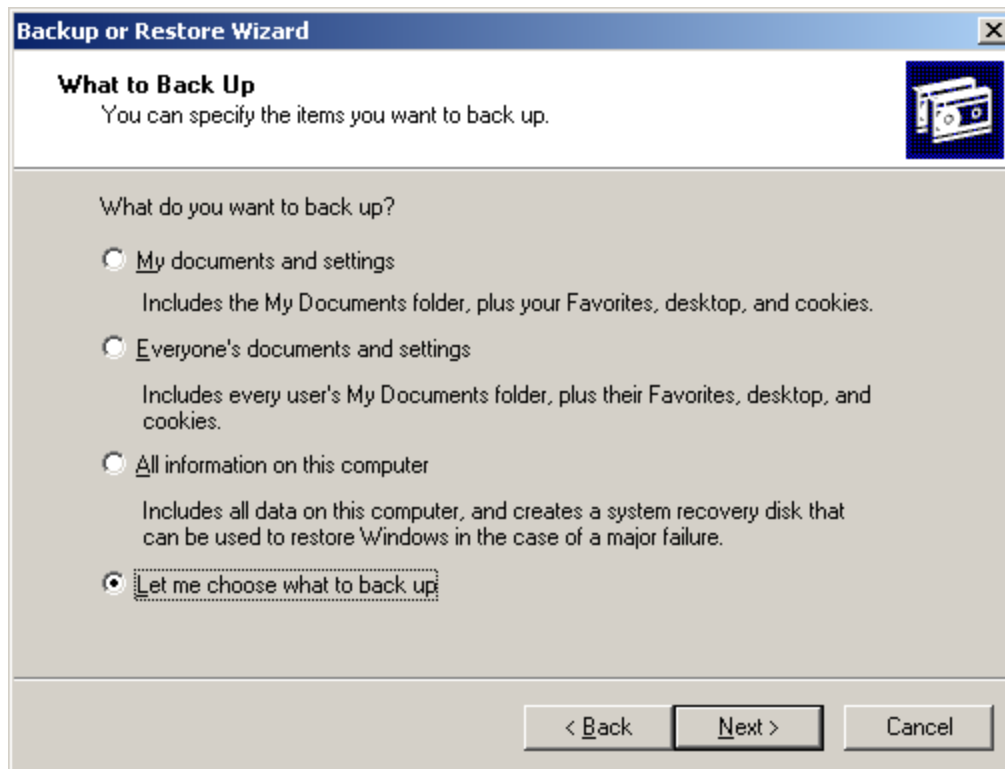 Backup or Restore Wizard
What to Back Up
You can specify the items you want to back up.
What do you want to back up?
My documents and settings
Includes the My Documents folder, plus your Favorites, desktop, and cookies.
Everyone's documents and settings
Includes every user's My Documents folder, plus their Favorites, desktop, and
cookies.
All information on this computer
Includes all data on this computer, and creates a system recovery disk that
can be used to restore Windows in the case of a major failure.
Let me choose what to back up
< Back Next > Cancel